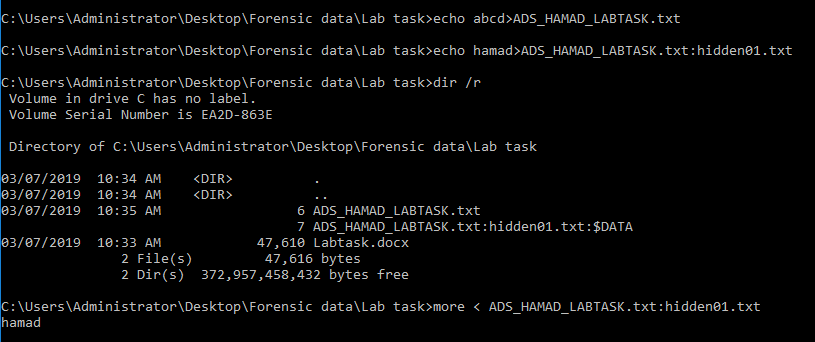 C:\Users\Administrator\Desktop\Forensic data\Lab task>echo abcd>ADS_HAMAD_LABTASK.txt
C:\Users\Administrator\Desktop\Forensic data\Lab task>echo hamad>ADS_HAMAD_LABTASK.txt:hidden01.txt
C:\Users\Administrator\Desktop\Forensic data\Lab task>dir /r
 Volume in drive C has no label.
 Volume Serial Number is EA2D-863E
 Directory of C:\Users\Administrator\Desktop\Forensic data\Lab task
03/07/2019  10:34 AM    <DIR>          .
03/07/2019  10:34 AM    <DIR>          ..
03/07/2019  10:35 AM                 6 ADS_HAMAD_LABTASK.txt
                                     7 ADS_HAMAD_LABTASK.txt:hidden01.txt:$DATA
03/07/2019  10:33 AM            47,610 Labtask.docx
               2 File(s)         47,616 bytes
               2 Dir(s)  372,957,458,432 bytes free
C:\Users\Administrator\Desktop\Forensic data\Lab task>more < ADS_HAMAD_LABTASK.txt:hidden01.txt
hamad